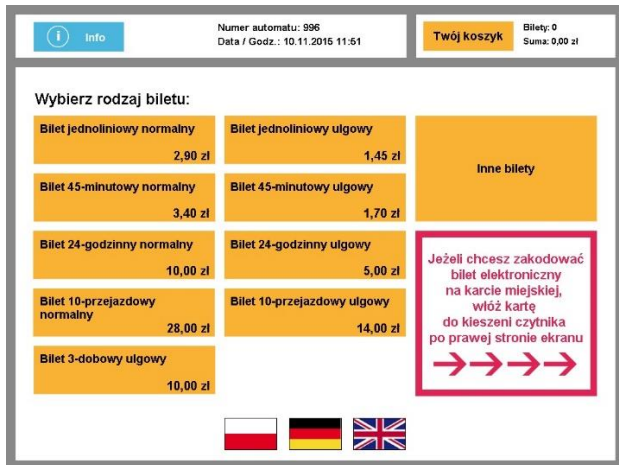 i Info
Numer automatu: 996
Data / Godz.: 10.11.2015 11:51
Twój koszyk
Bilety: 0
Suma: 0,00 zł
Wybierz rodzaj biletu:
Bilet jednoliniowy normalny
2,90 zł
Bilet jednoliniowy ulgowy
1,45 zł
Inne bilety
Bilet 45-minutowy normalny
3,40 zł
Bilet 45-minutowy ulgowy
1,70 zł
Bilet 24-godzinny normalny
10,00 zł
Bilet 24-godzinny ulgowy
5,00 zł
Jeżeli chcesz zakodować
bilet elektroniczny
na karcie miejskiej,
włóż kartę
do kieszeni czytnika
po prawej stronie ekranu
Bilet 10-przejazdowy
normalny
28,00 zł
Bilet 10-przejazdowy ulgowy
14,00 zł
Bilet 3-dobowy ulgowy
10,00 zł